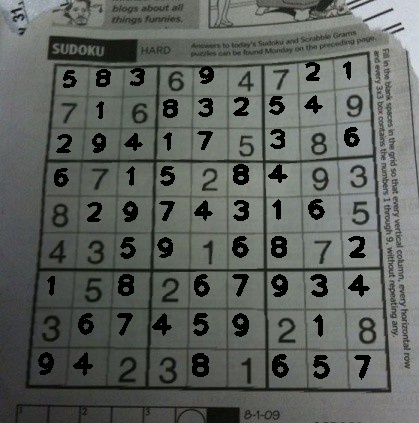 blogs about all
things funnies.
SUDOKU HARD
Answers to today's Sudoku and Scrabble Grams
puzzles can be found Monday on the preceding page.
5 8 3 6 9 4 7 2 1
7 1 6 8 3 2 5 4 9
2 9 4 1 7 5 3 8 6
6 7 1 5 2 8 4 9 3
8 2 9 7 4 3 1 6 5
4 3 5 9 1 6 8 7 2
1 5 8 2 6 7 9 3 4
3 6 7 4 5 9 2 1 8
9 4 2 3 8 1 6 5 7
Fill in the blank spaces in the grid so that every vertical column, every horizontal row
and every 3x3 box contains the numbers 1 through 9, without repeating any.
1 2 3
8-1-09